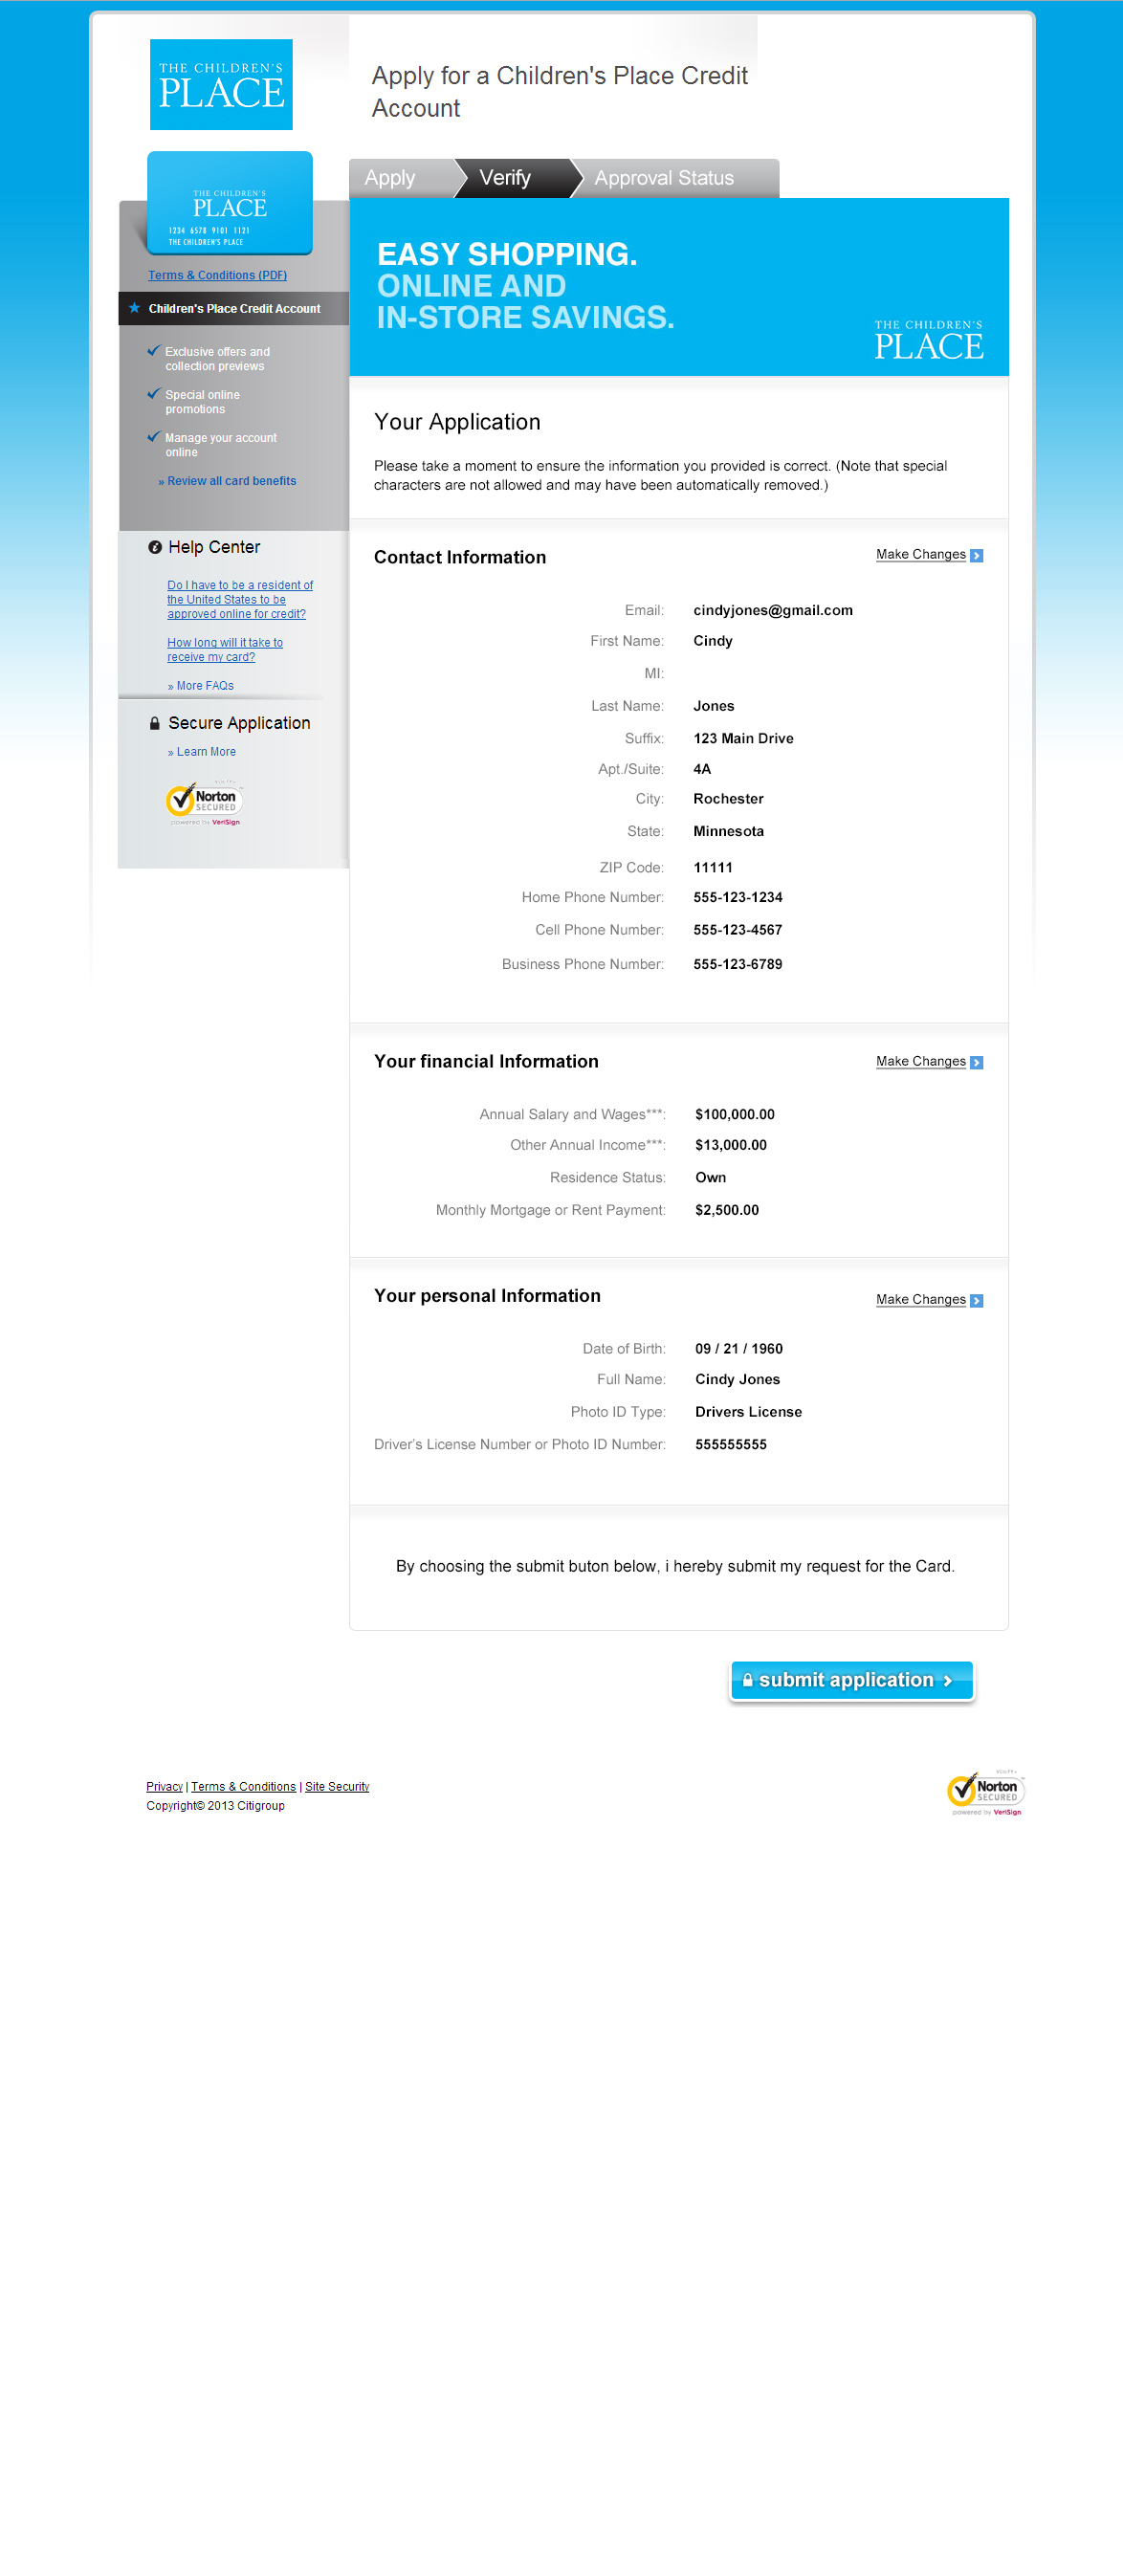 THE CHILDREN'S
PLACE
Apply for a Children's Place Credit
Account
THE CHILDREN'S
PLACE
1234 6578 9101 1121
THE CHILDREN'S PLACE
Terms & Conditions (PDF)
Children's Place Credit Account
Exclusive offers and
collection previews
Special online
promotions
Manage your account
online
» Review all card benefits
Help Center
Do I have to be a resident of
the United States to be
approved online for credit?
How long will it take to
receive my card?
» More FAQs
Secure Application
» Learn More
Norton
SECURED
powered by VeriSign
Apply Verify Approval Status
EASY SHOPPING.
ONLINE AND
IN-STORE SAVINGS.
THE CHILDREN'S
PLACE
Your Application
Please take a moment to ensure the information you provided is correct. (Note that special
characters are not allowed and may have been automatically removed.)
Contact Information Make Changes
Email: cindyjones@gmail.com
First Name: Cindy
MI:
Last Name: Jones
Suffix: 123 Main Drive
Apt./Suite: 4A
City: Rochester
State: Minnesota
ZIP Code: 11111
Home Phone Number: 555-123-1234
Cell Phone Number: 555-123-4567
Business Phone Number: 555-123-6789
Your financial Information Make Changes
Annual Salary and Wages***: $100,000.00
Other Annual Income***: $13,000.00
Residence Status: Own
Monthly Mortgage or Rent Payment: $2,500.00
Your personal Information Make Changes
Date of Birth: 09 / 21 / 1960
Full Name: Cindy Jones
Photo ID Type: Drivers License
Driver's License Number or Photo ID Number: 555555555
By choosing the submit buton below, i hereby submit my request for the Card.
submit application
Privacy | Terms & Conditions | Site Security
Copyright© 2013 Citigroup
Norton
SECURED
powered by VeriSign